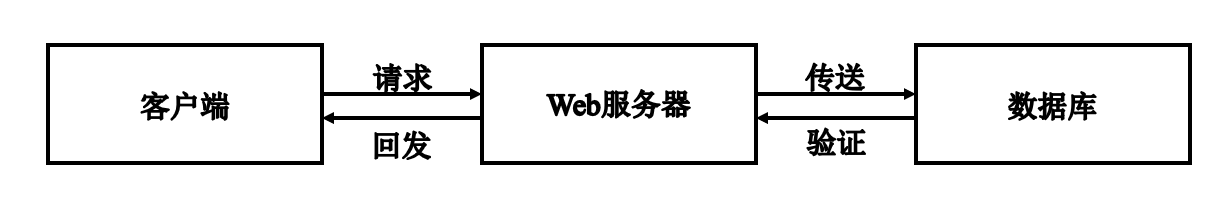 客户端
请求
回发
Web服务器
传送
验证
数据库